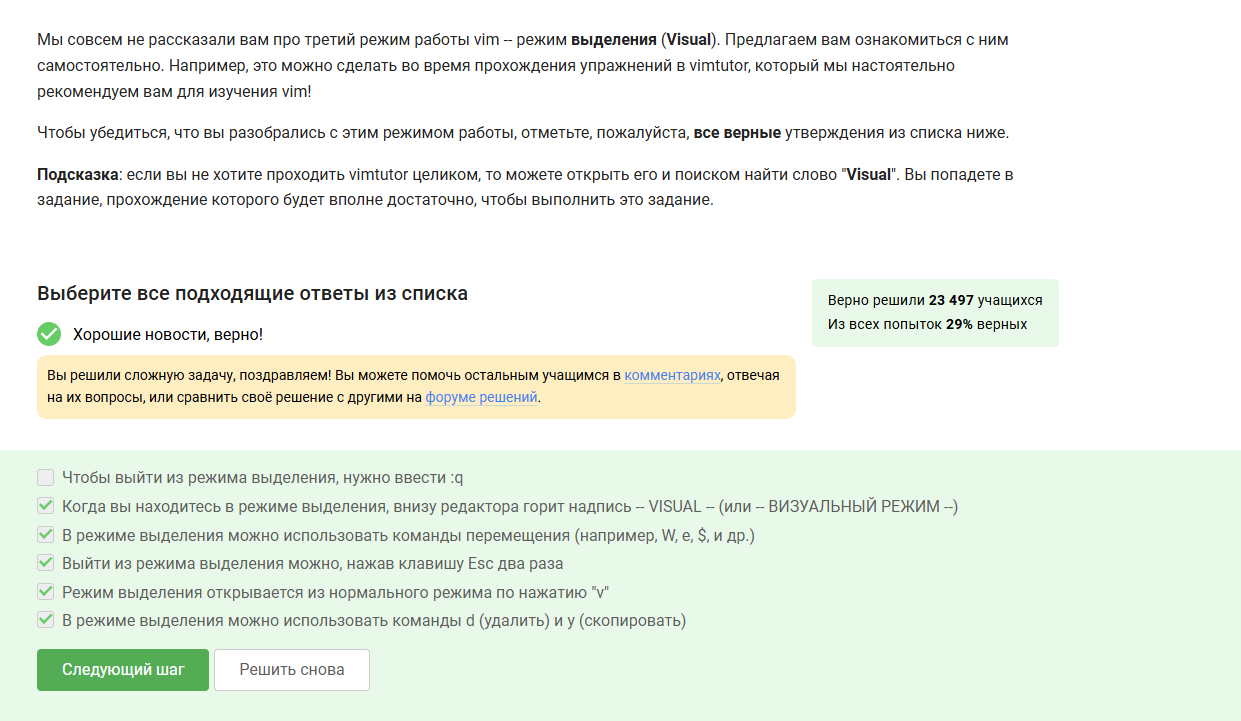 Мы совсем не рассказали вам про третий режим работы vim -- режим выделения (Visual). Предлагаем вам ознакомиться с ним
самостоятельно. Например, это можно сделать во время прохождения упражнений в vimtutor, который мы настоятельно
рекомендуем вам для изучения vim!
Чтобы убедиться, что вы разобрались с этим режимом работы, отметьте, пожалуйста, все верные утверждения из списка ниже.
Подсказка: если вы не хотите проходить vimtutor целиком, то можете открыть его и поиском найти слово "Visual". Вы попадете в
задание, прохождение которого будет вполне достаточно, чтобы выполнить это задание.
Выберите все подходящие ответы из списка
Верно решили 23 497 учащихся
Из всех попыток 29% верных
Хорошие новости, верно!
Вы решили сложную задачу, поздравляем! Вы можете помочь остальным учащимся в комментариях, отвечая
на их вопросы, или сравнить своё решение с другими на форуме решений.
Чтобы выйти из режима выделения, нужно ввести :q
Когда вы находитесь в режиме выделения, внизу редактора горит надпись -- VISUAL -- (или -- ВИЗУАЛЬНЫЙ РЕЖИМ --)
В режиме выделения можно использовать команды перемещения (например, W, e, $, и др.)
Выйти из режима выделения можно, нажав клавишу Esc два раза
Режим выделения открывается из нормального режима по нажатию "v"
В режиме выделения можно использовать команды d (удалить) и y (скопировать)
Следующий шаг
Решить снова